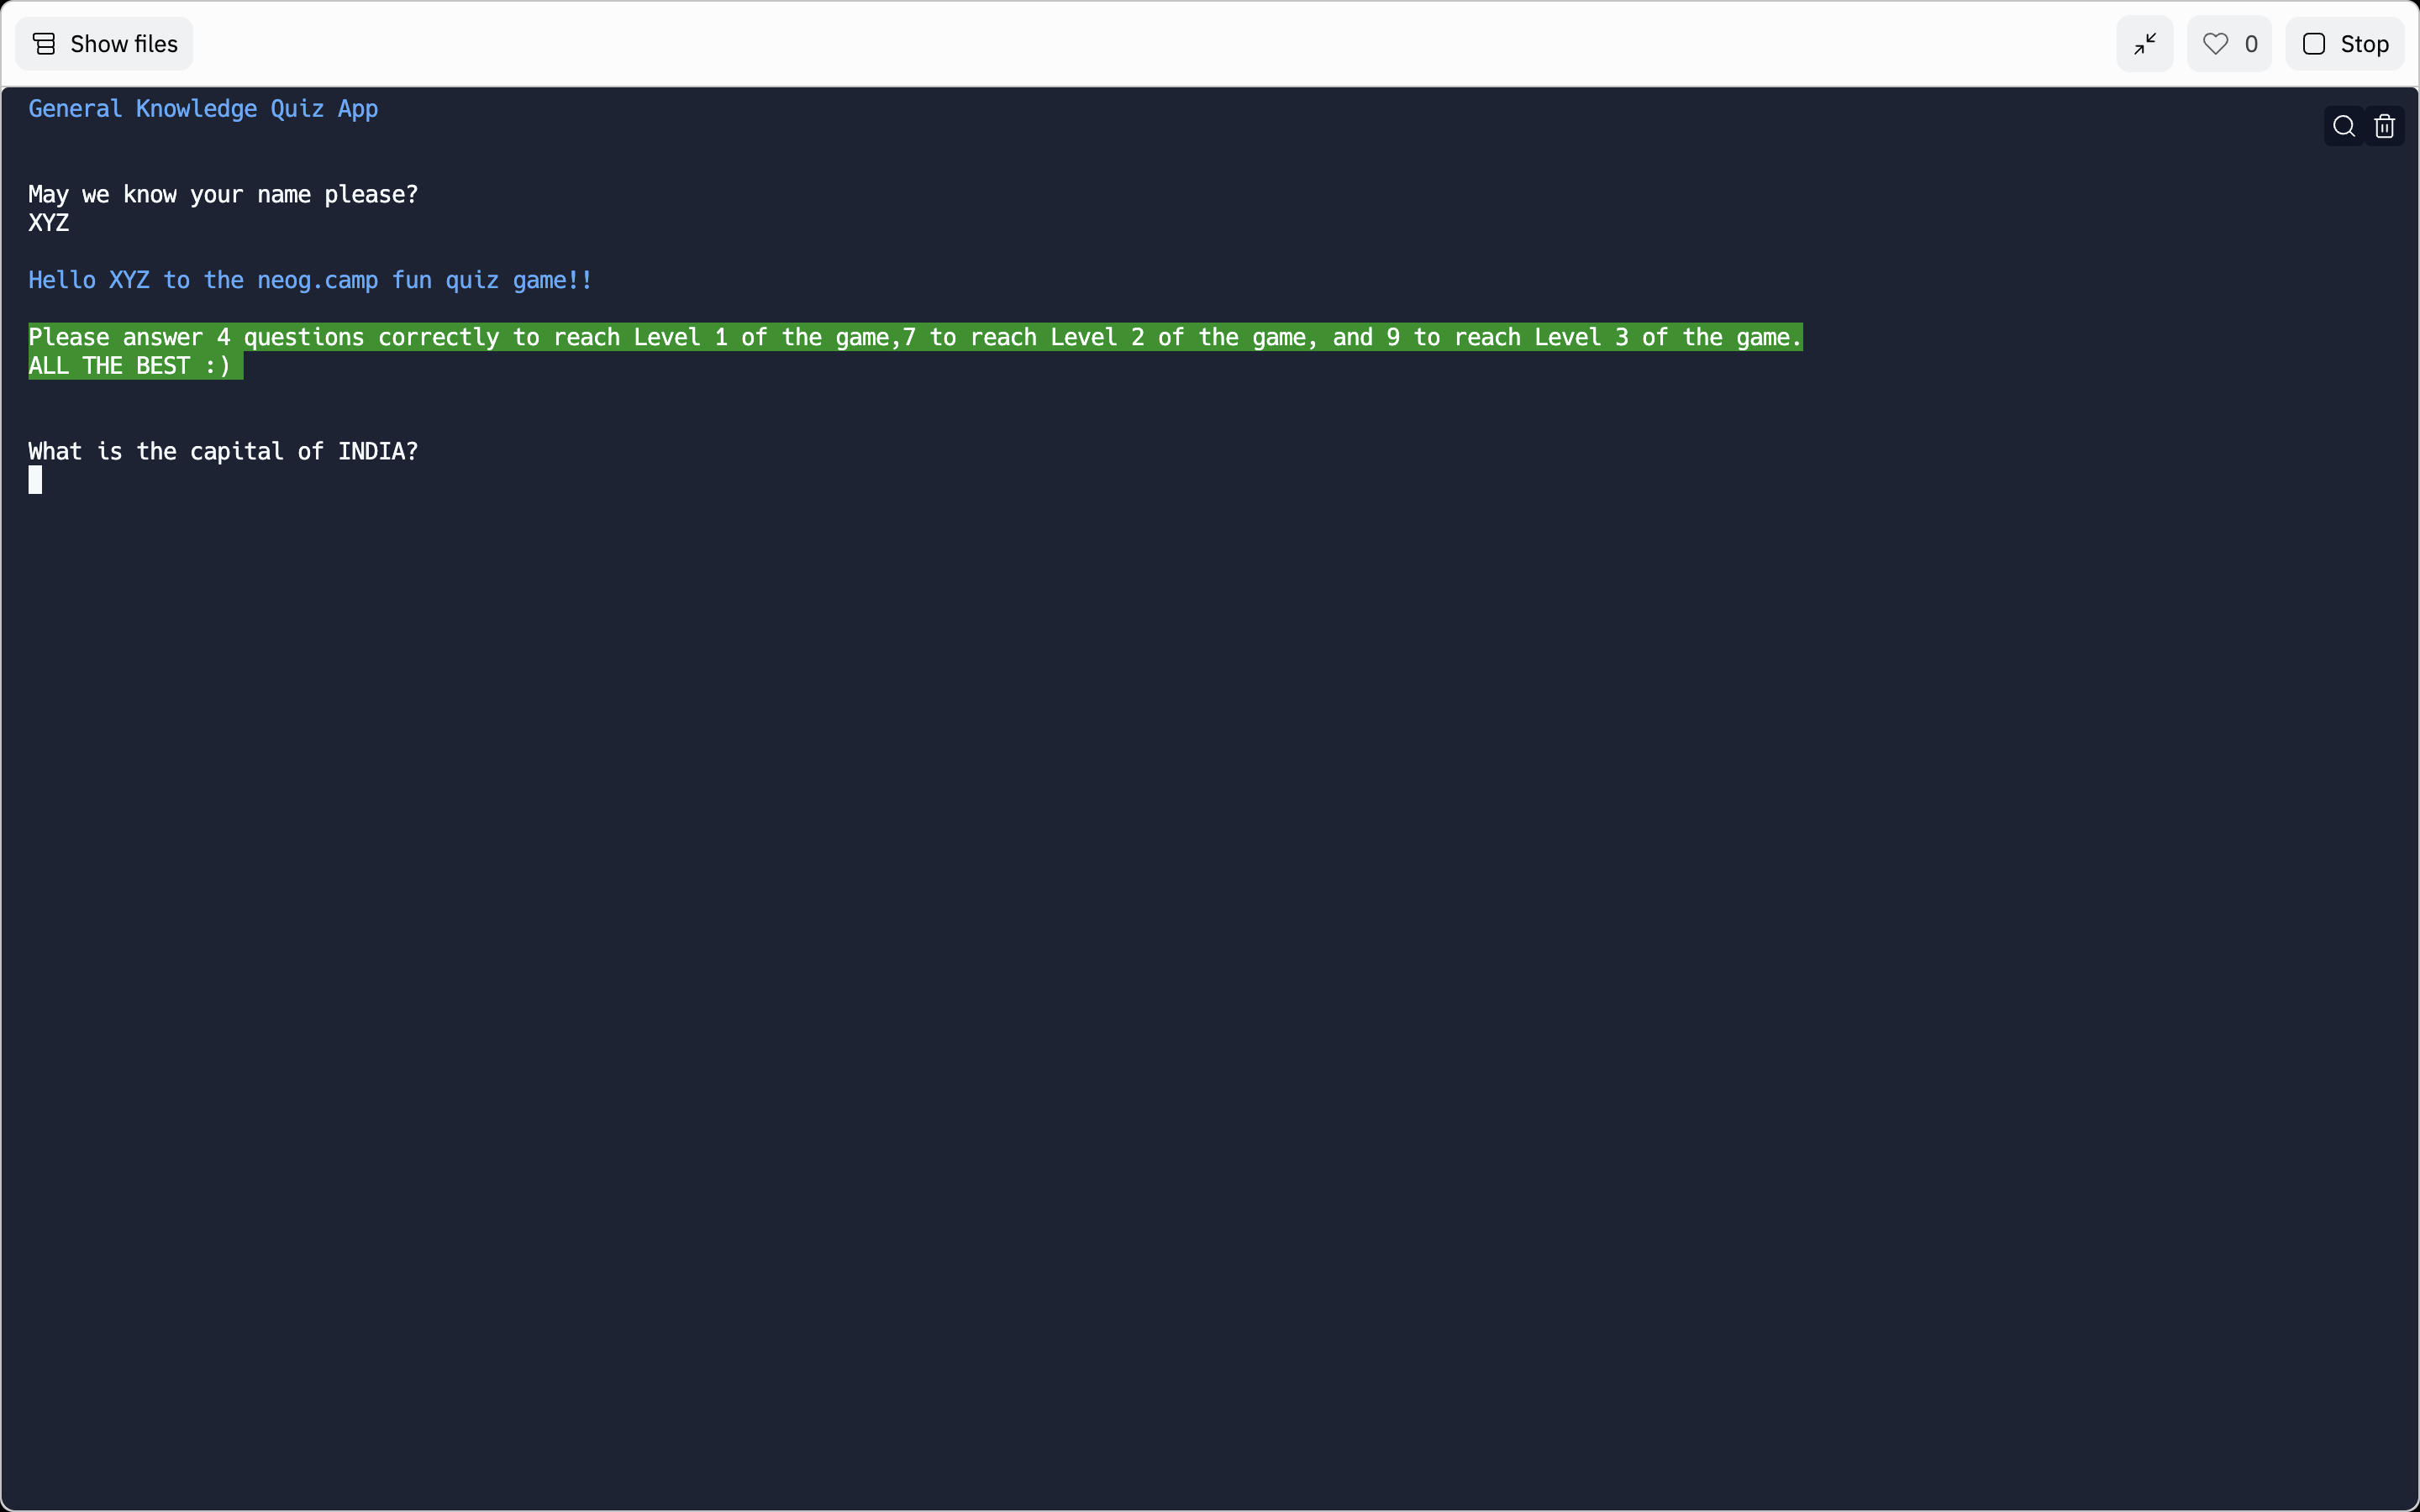 Show files
0
Stop
General Knowledge Quiz App
May we know your name please?
XYZ
Hello XYZ to the neog.camp fun quiz game!!
Please answer 4 questions correctly to reach Level 1 of the game,7 to reach Level 2 of the game, and 9 to reach Level 3 of the game.
ALL THE BEST :)
What is the capital of INDIA?